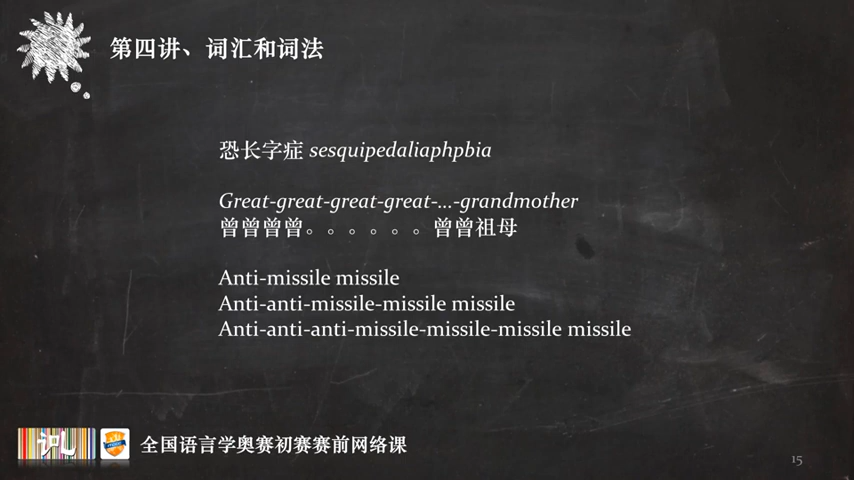 第四讲、词汇和词法
恐长字症 sesquipedaliaphpbia
Great-great-great-great-...-grandmother
曾曾曾曾。。。。。。曾曾祖母
Anti-missile missile
Anti-anti-missile-missile missile
Anti-anti-anti-missile-missile-missile missile
全国语言学奥赛初赛赛前网络课
15